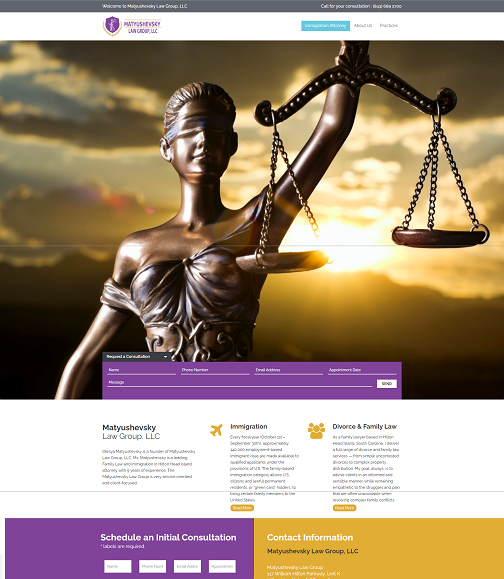 Welcome to Matyushevsky Law Group, LLC
Call for your consultation : (843) 689 2700
MATYUSHEVSKY
LAW GROUP, LLC
Immigration Attorney
About Us
Practices
Request a Consultation
Name
Phone Number
Email Address
Appointment Date
Message
SEND
Matyushevsky
Law Group, LLC
Olesya Matyushevsky is a founder of Matyushevsky
Law Group, LLC. Ms. Matyushevsky is a leading
Family Law and immigration in Hilton Head Island
attorney with 9 years of experience. The
Matyushevsky Law Group is very service oriented
and client-focused.
Immigration
Every fiscal year (October 1st –
September 30th), approximately
140,000 employment-based
immigrant visas are made available to
qualified applicants under the
provisions of U.S. The family-based
immigration category allows U.S.
citizens and lawful permanent
residents, or "green card" holders, to
bring certain family members to the
United States.
Read More
Divorce & Family Law
As a family lawyer based in Hilton
Head Island, South Carolina, I deliver
a full range of divorce and family law
services — from simple uncontested
divorces to complex property
distribution. My goal, always, is to
advise clients in an informed and
sensible manner, while remaining
empathetic to the struggles and pain
that are often unavoidable when
resolving complex family conflicts.
Read More
Schedule an Initial Consultation
* labels are required.
Name
Phone Num
Email Addre
Appointmen
Contact Information
Matyushevsky Law Group, LLC
Matyushevsky Law Group
117 William Hilton Parkway, Unit K